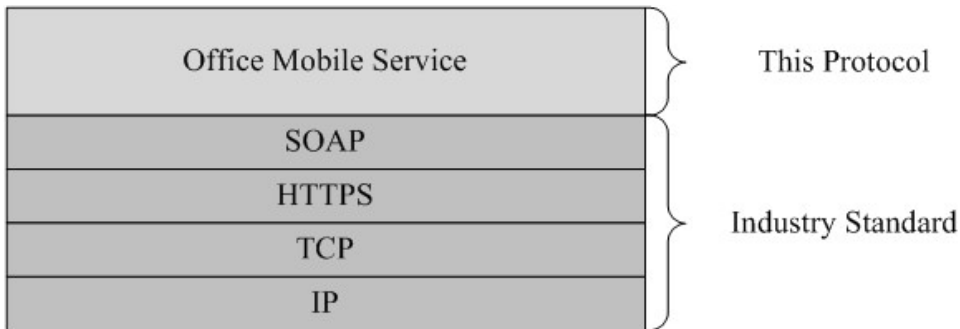 Office Mobile Service
This Protocol
SOAP
HTTPS
TCP
IP
Industry Standard